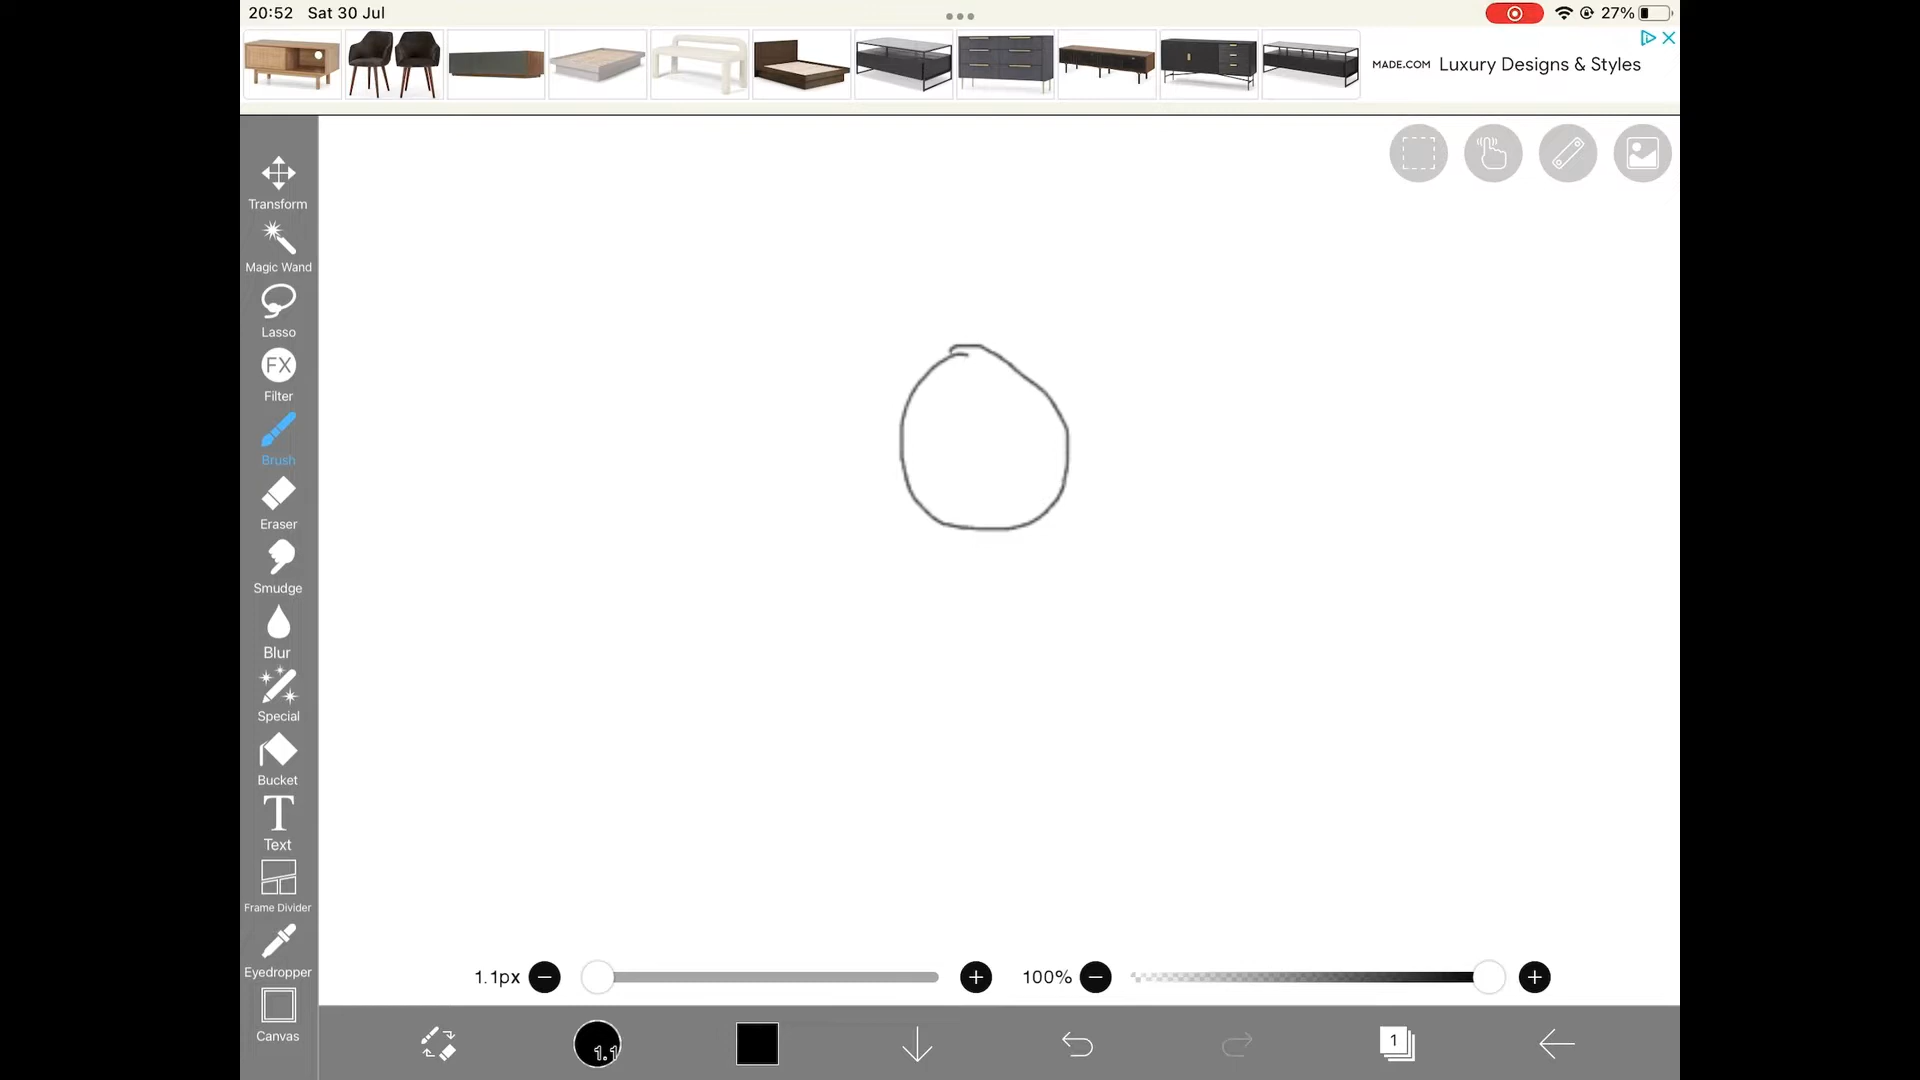 20:52 Sat 30 Jul
27%
MADE.COM Luxury Designs & Styles
Transform
Magic Wand
Lasso
FX
Filter
Brush
Eraser
Smudge
Blur
Special
Bucket
T
Text
Frame Divider
Eyedropper
Canvas
1.1px
100%
1.1
1